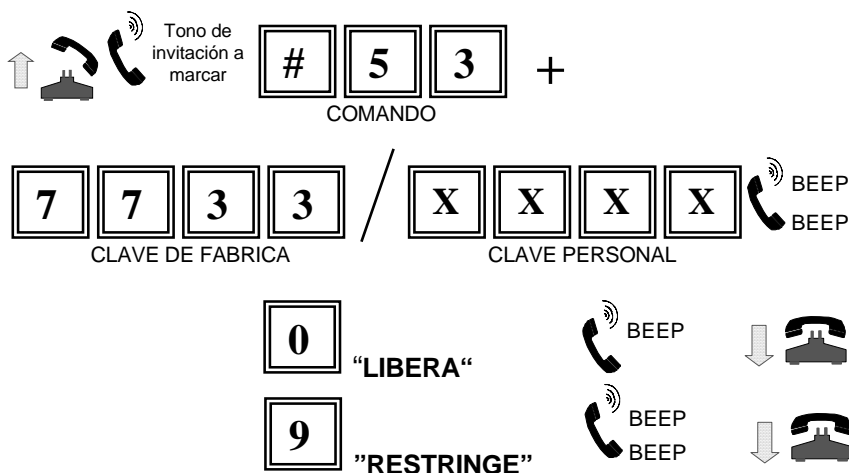 Tono de
invitación a
marcar
# 5 3 +
COMANDO
7 7 3 3 / X X X X BEEP
BEEP
CLAVE DE FABRICA CLAVE PERSONAL
0 “LIBERA“ BEEP
9 ”RESTRINGE” BEEP
BEEP